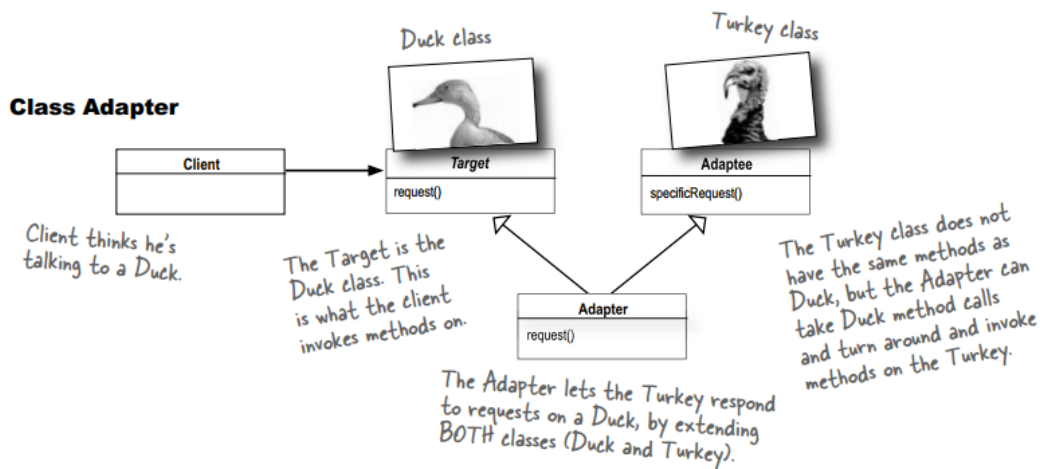 Duck class
Turkey class
Class Adapter
Client
Target
request()
Adaptee
specificRequest()
Client thinks he's
talking to a Duck.
The Target is the
Duck class. This
is what the client
invokes methods on.
Adapter
request()
The Turkey class does not
have the same methods as
Duck, but the Adapter can
take Duck method calls
and turn around and invoke
methods on the Turkey.
The Adapter lets the Turkey respond
to requests on a Duck, by extending
BOTH classes (Duck and Turkey).